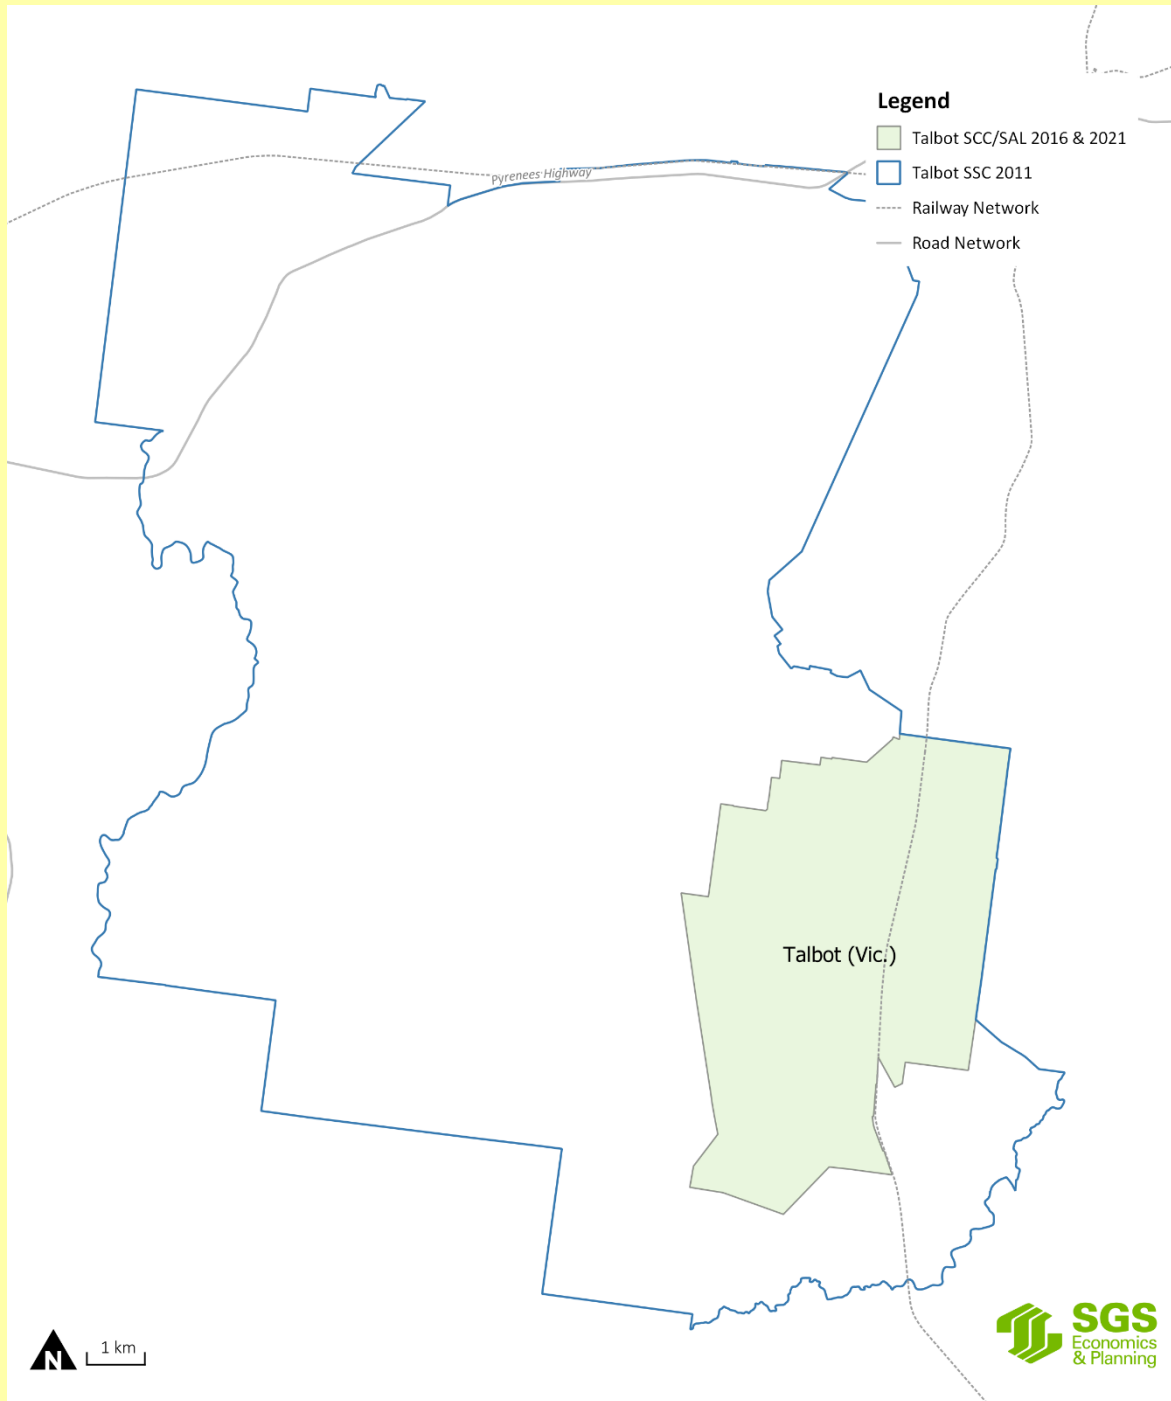 Legend
Talbot SCC/SAL 2016 & 2021
Talbot SSC 2011
Railway Network
Road Network
Pyrenees Highway
Talbot (Vic.)
N
1 km
SGS
Economics
& Planning